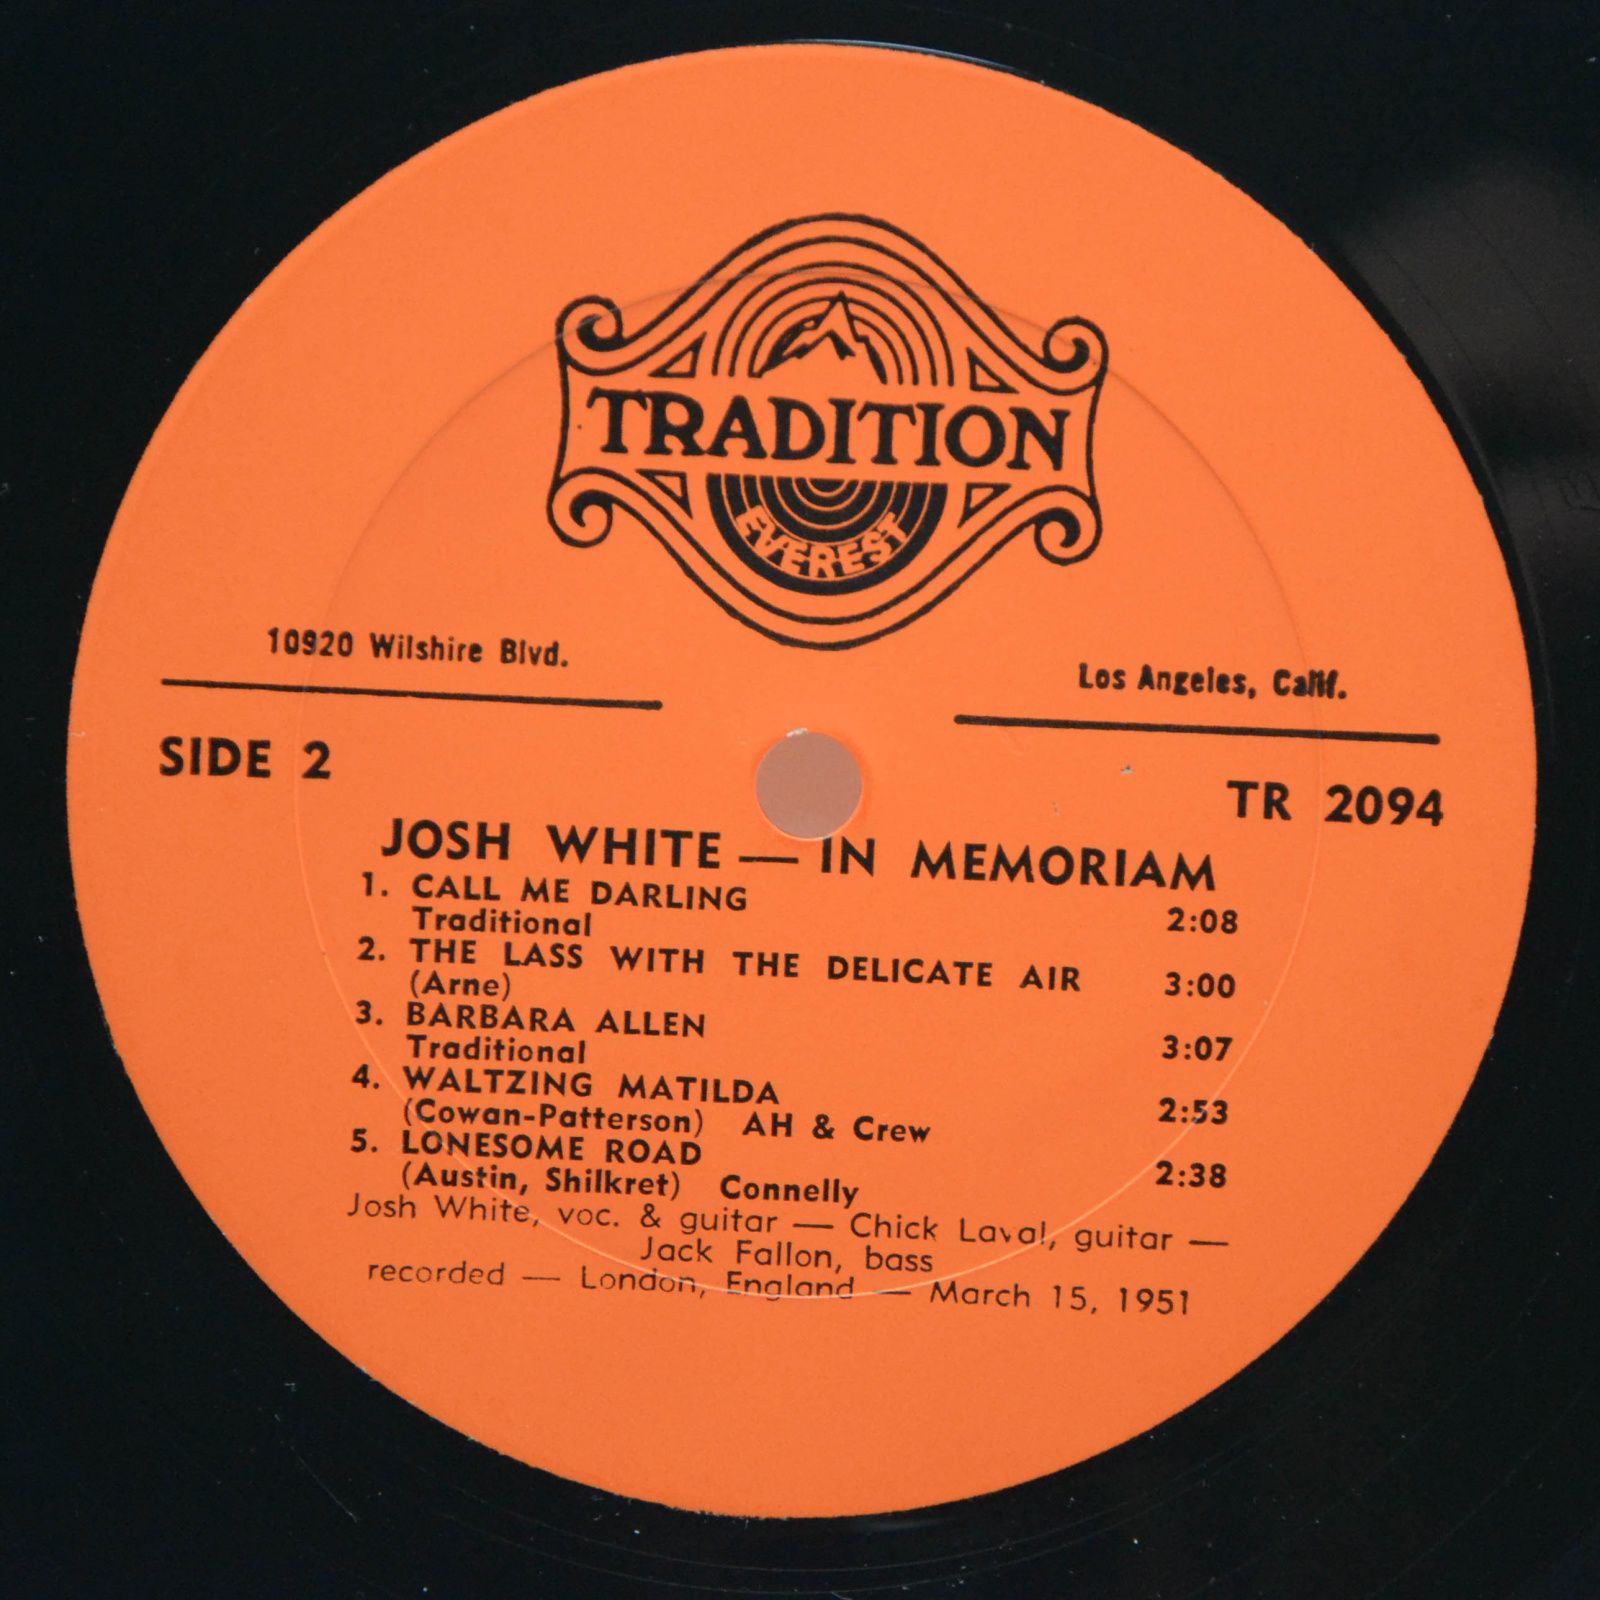 TRADITION
EVEREST
10920 Wilshire Blvd.
Los Angeles, Calif.
SIDE 2
TR 2094
JOSH WHITE — IN MEMORIAM
1. CALL ME DARLING 2:08
Traditional
2. THE LASS WITH THE DELICATE AIR 3:00
(Arne)
3. BARBARA ALLEN 3:07
Traditional
4. WALTZING MATILDA 2:53
(Cowan-Patterson) AH & Crew
5. LONESOME ROAD 2:38
(Austin, Shilkret) Connelly
Josh White, voc. & guitar — Chick Laval, guitar —
Jack Fallon, bass
recorded — London, England — March 15, 1951